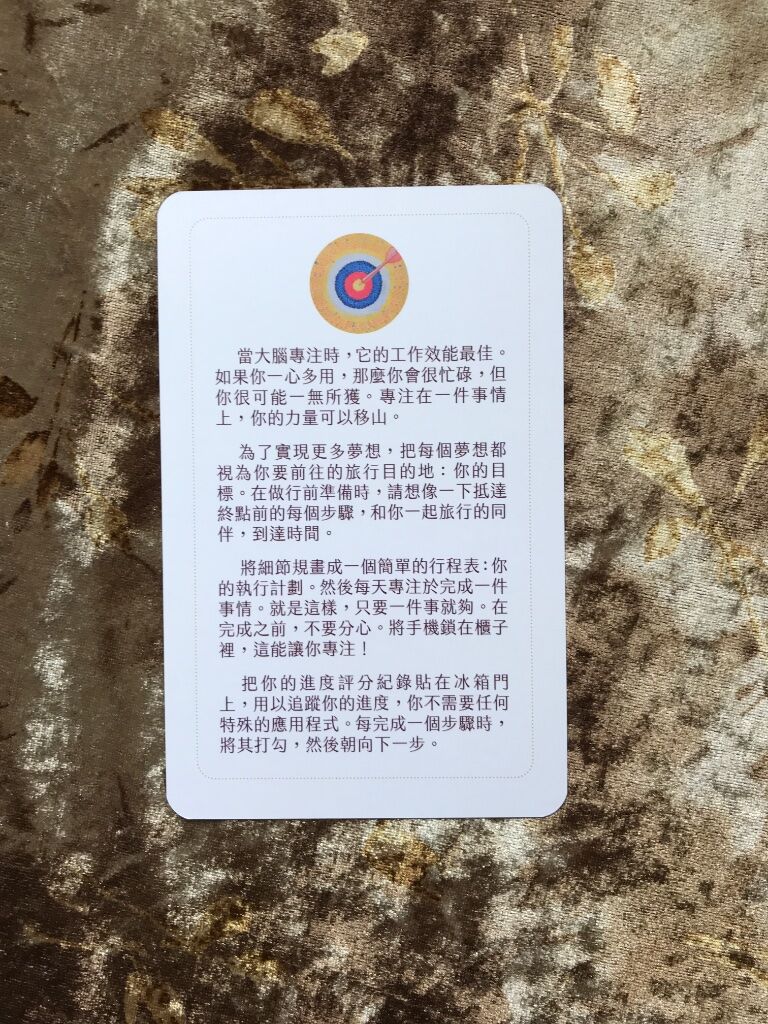 當大腦專注時，它的工作效能最佳。
如果你一心多用，那麼你會很忙碌，但
你很可能一無所獲。專注在一件事情
上，你的力量可以移山。
為了實現更多夢想，把每個夢想都
視為你要前往的旅行目的地：你的目
標。在做行前準備時，請想像一下抵達
終點前的每個步驟，和你一起旅行的同
伴，到達時間。
將細節規畫成一個簡單的行程表：你
的執行計劃。然後每天專注於完成一件
事情。就是這樣，只要一件事就夠。在
完成之前，不要分心。將手機鎖在櫃子
裡，這能讓你專注！
把你的進度評分紀錄貼在冰箱門
上，用以追蹤你的進度，你不需要任何
特殊的應用程式。每完成一個步驟時，
將其打勾，然後朝向下一步。